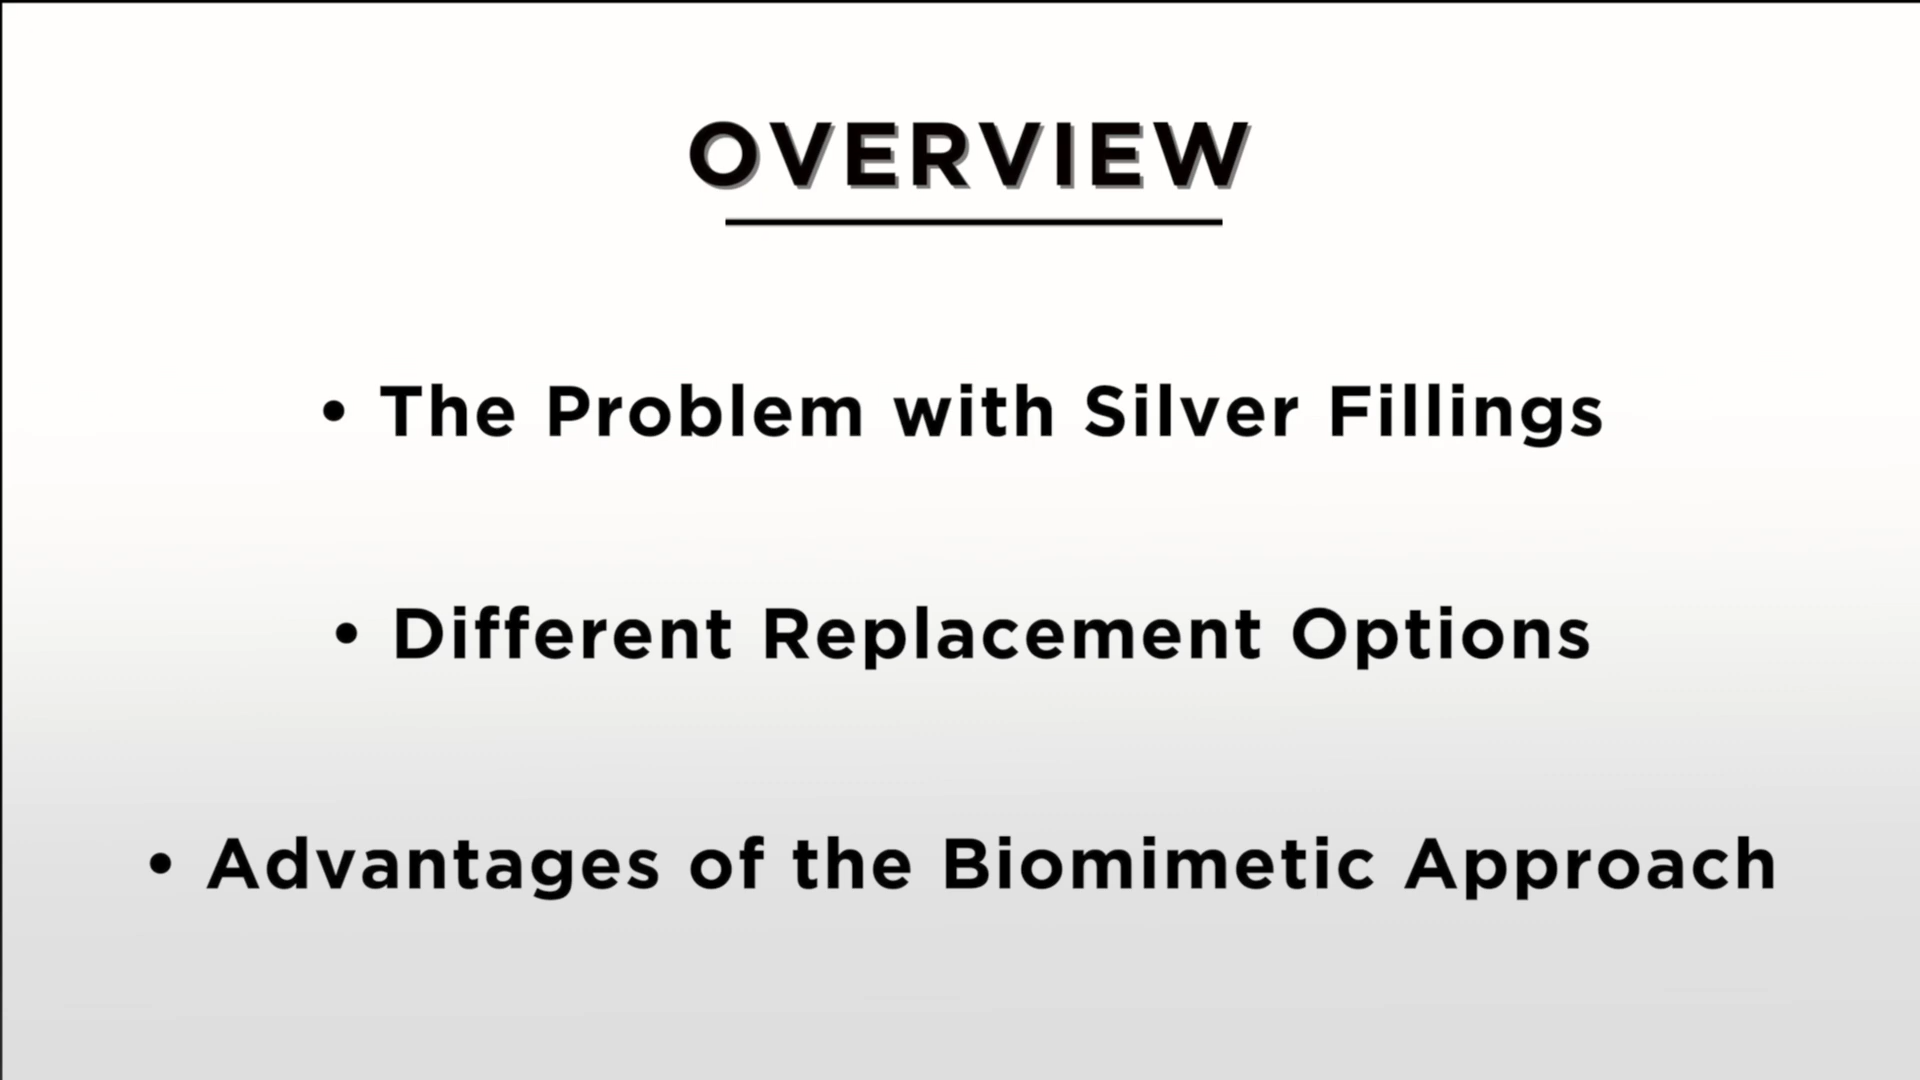 OVERVIEW
• The Problem with Silver Fillings
• Different Replacement Options
• Advantages of the Biomimetic Approach